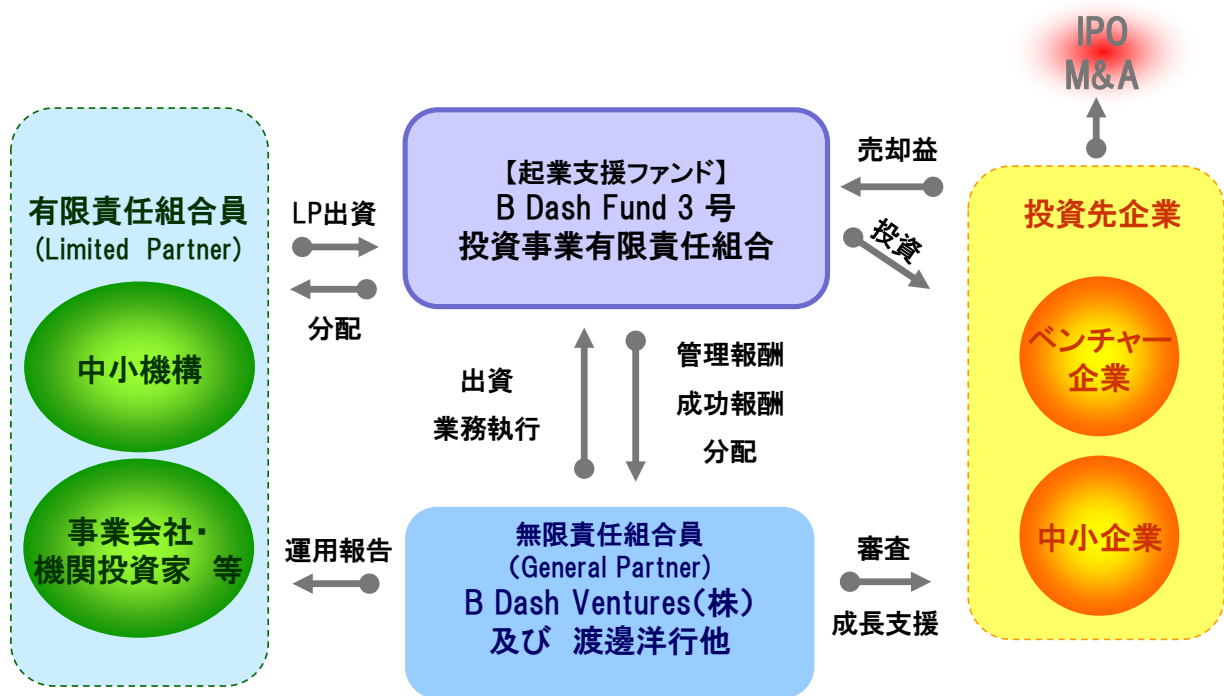 IPO
M&A
有限責任組合員
(Limited Partner)
中小機構
事業会社・
機関投資家 等
LP出資
分配
運用報告
【起業支援ファンド】
B Dash Fund 3 号
投資事業有限責任組合
出資
業務執行
管理報酬
成功報酬
分配
無限責任組合員
(General Partner)
B Dash Ventures(株)
及び 渡邊洋行他
売却益
投資
審査
成長支援
投資先企業
ベンチャー
企業
中小企業